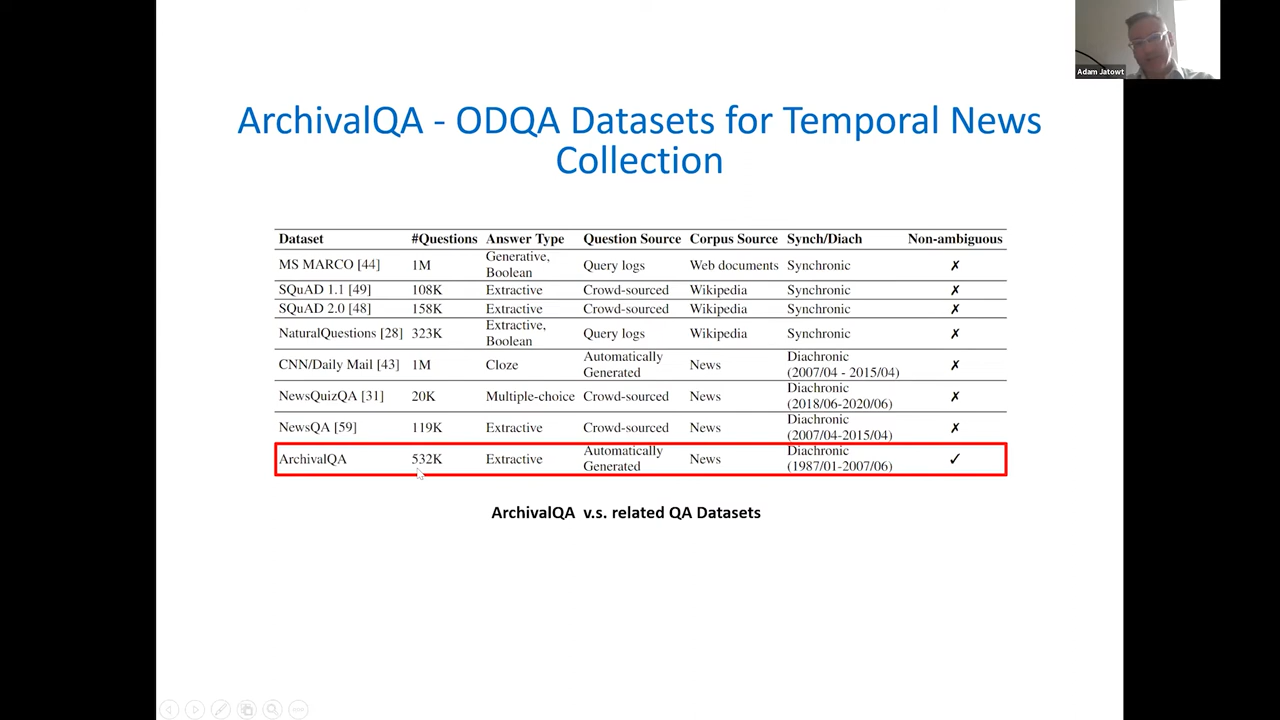 Adam Jatowt
ArchivalQA - ODQA Datasets for Temporal News
Collection
Dataset #Questions Answer Type Question Source Corpus Source Synch/Diach Non-ambiguous
MS MARCO [44] 1M Generative, Boolean Query logs Web documents Synchronic ✗
SQuAD 1.1 [49] 108K Extractive Crowd-sourced Wikipedia Synchronic ✗
SQuAD 2.0 [48] 158K Extractive Crowd-sourced Wikipedia Synchronic ✗
NaturalQuestions [28] 323K Extractive, Boolean Query logs Wikipedia Synchronic ✗
CNN/Daily Mail [43] 1M Cloze Automatically Generated News Diachronic (2007/04 - 2015/04) ✗
NewsQuizQA [31] 20K Multiple-choice Crowd-sourced News Diachronic (2018/06-2020/06) ✗
NewsQA [59] 119K Extractive Crowd-sourced News Diachronic (2007/04-2015/04) ✗
ArchivalQA 532K Extractive Automatically Generated News Diachronic (1987/01-2007/06) ✓
ArchivalQA v.s. related QA Datasets